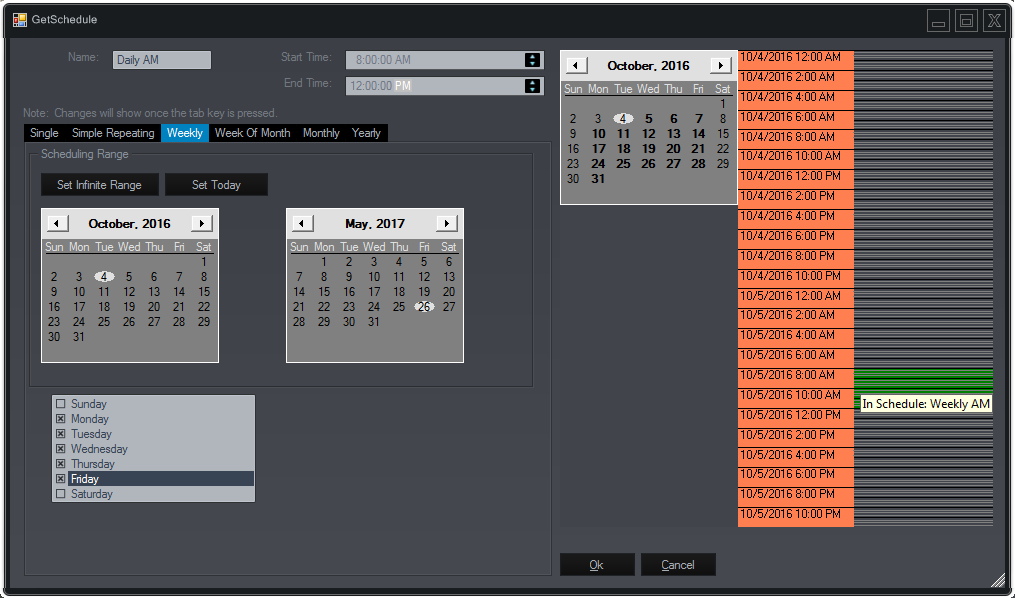 GetSchedule
Name: Daily AM
Start Time: 8:00:00 AM
End Time: 12:00:00 PM
Note: Changes will show once the tab key is pressed.
Single Simple Repeating Weekly Week Of Month Monthly Yearly
Scheduling Range
Set Infinite Range Set Today
October, 2016
Sun Mon Tue Wed Thu Fri Sat
1
2 3 4 5 6 7 8
9 10 11 12 13 14 15
16 17 18 19 20 21 22
23 24 25 26 27 28 29
30 31
May, 2017
Sun Mon Tue Wed Thu Fri Sat
1 2 3 4 5 6
7 8 9 10 11 12 13
14 15 16 17 18 19 20
21 22 23 24 25 26 27
28 29 30 31
Sunday
Monday
Tuesday
Wednesday
Thursday
Friday
Saturday
October, 2016
Sun Mon Tue Wed Thu Fri Sat
1
2 3 4 5 6 7 8
9 10 11 12 13 14 15
16 17 18 19 20 21 22
23 24 25 26 27 28 29
30 31
10/4/2016 12:00 AM
10/4/2016 2:00 AM
10/4/2016 4:00 AM
10/4/2016 6:00 AM
10/4/2016 8:00 AM
10/4/2016 10:00 AM
10/4/2016 12:00 PM
10/4/2016 2:00 PM
10/4/2016 4:00 PM
10/4/2016 6:00 PM
10/4/2016 8:00 PM
10/4/2016 10:00 PM
10/5/2016 12:00 AM
10/5/2016 2:00 AM
10/5/2016 4:00 AM
10/5/2016 6:00 AM
10/5/2016 8:00 AM
10/5/2016 10:00 AM
In Schedule: Weekly AM
10/5/2016 12:00 PM
10/5/2016 2:00 PM
10/5/2016 4:00 PM
10/5/2016 6:00 PM
10/5/2016 8:00 PM
10/5/2016 10:00 PM
Ok Cancel